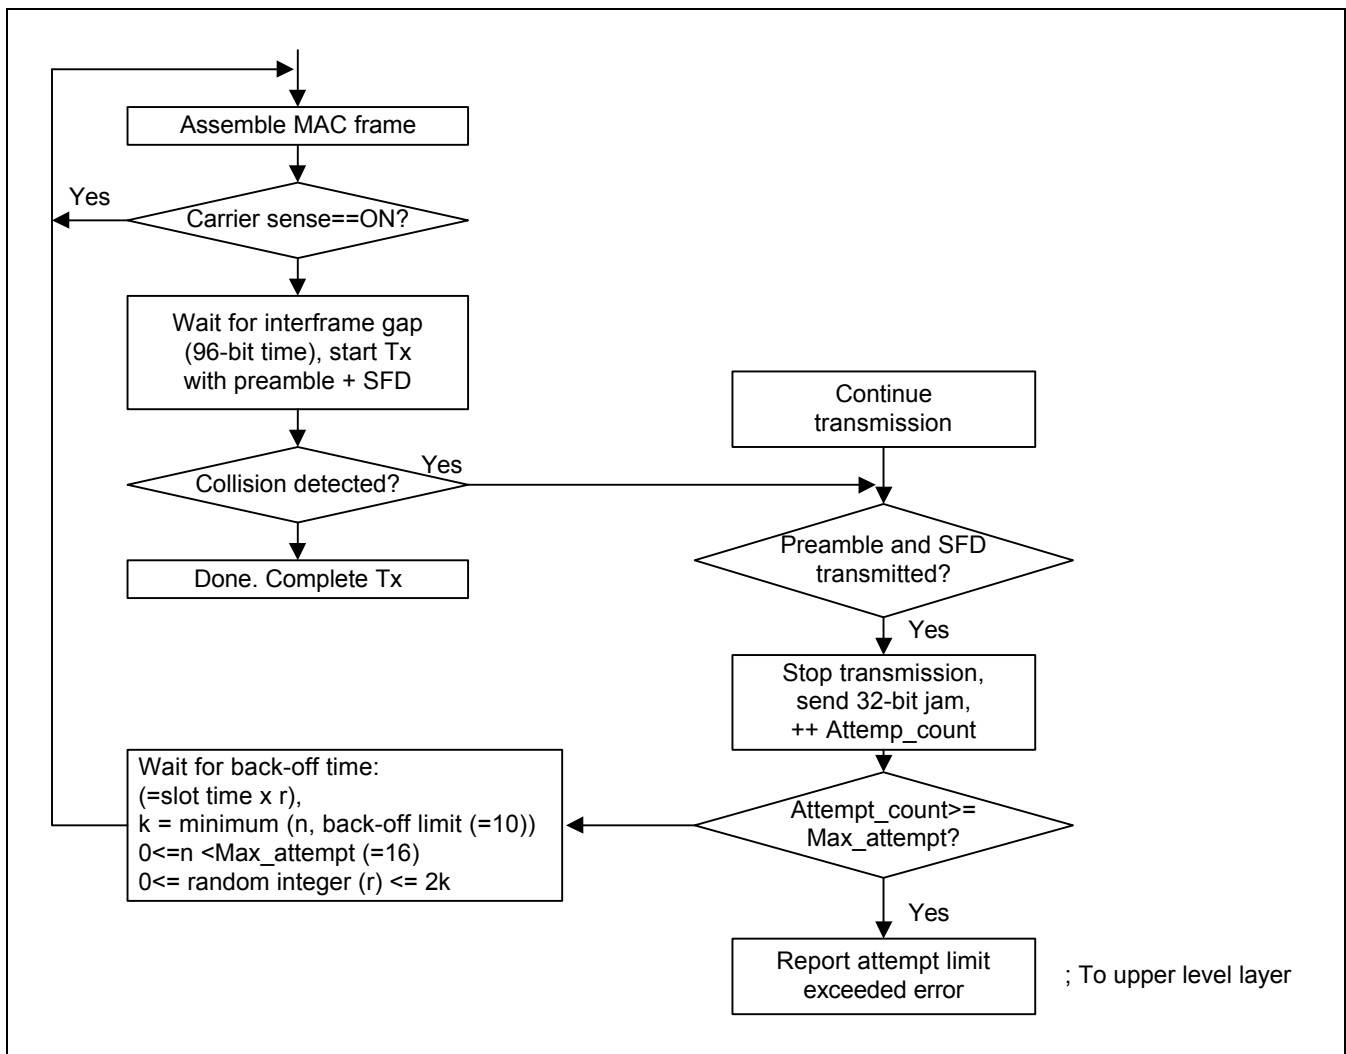 Assemble MAC frame
Yes
Carrier sense==ON?
Wait for interframe gap
(96-bit time), start Tx
with preamble + SFD
Collision detected?
Yes
Done. Complete Tx
Continue
transmission
Preamble and SFD
transmitted?
Yes
Stop transmission,
send 32-bit jam,
++ Attemp_count
Attempt_count>=
Max_attempt?
Wait for back-off time:
(=slot time x r),
k = minimum (n, back-off limit (=10))
0<=n <Max_attempt (=16)
0<= random integer (r) <= 2k
Yes
Report attempt limit
exceeded error
; To upper level layer